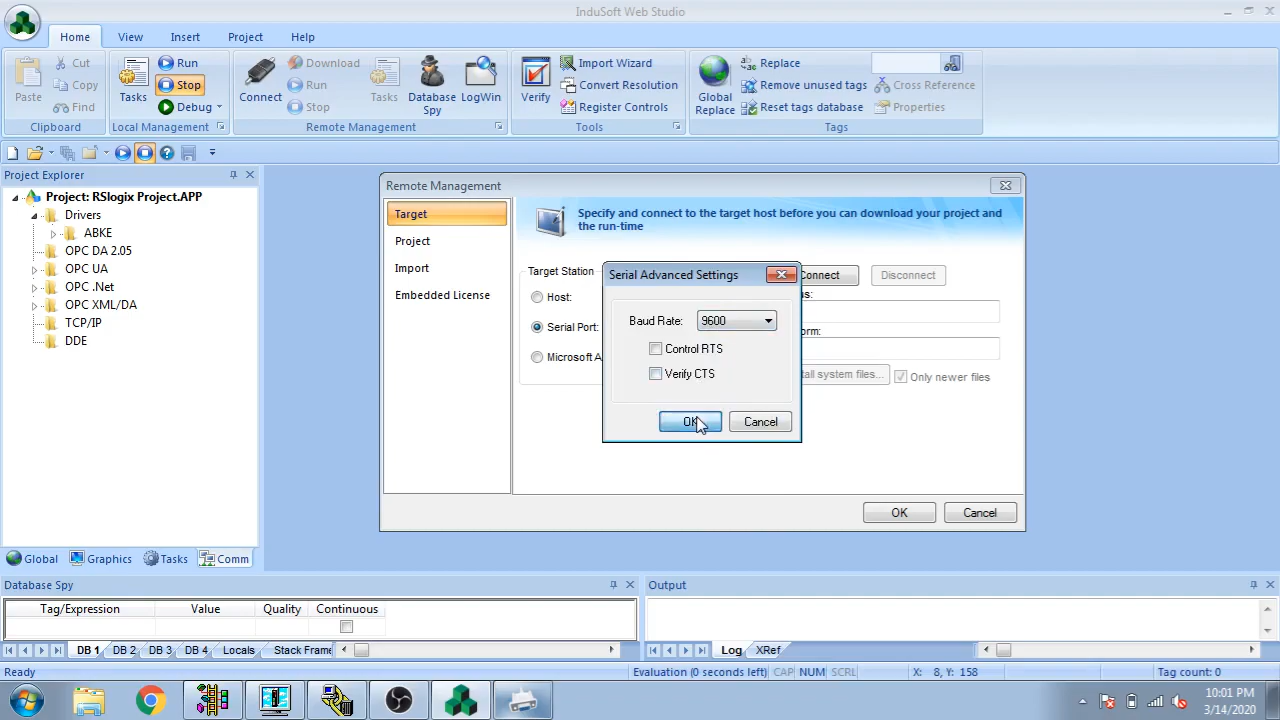 InduSoft Web Studio
Home View Insert Project Help
Paste Cut Copy Find
Clipboard
Tasks Run Stop Debug
Local Management
Connect Download Run Stop Tasks Database Spy LogWin
Remote Management
Verify Import Wizard Convert Resolution Register Controls
Tools
Global Replace Replace Remove unused tags Reset tags database Cross Reference Properties
Tags
Project Explorer
Project: RSlogix Project.APP
Drivers
ABKE
OPC DA 2.05
OPC UA
OPC .Net
OPC XML/DA
TCP/IP
DDE
Global Graphics Tasks Comm
Remote Management
Target
Project
Import
Embedded License
Specify and connect to the target host before you can download your project and
the run-time
Target Station
Host:
Serial Port:
Microsoft A
Connect Disconnect
us:
orm:
tall system files... Only newer files
OK Cancel
Serial Advanced Settings
Baud Rate: 9600
Control RTS
Verify CTS
OK Cancel
Database Spy
Tag/Expression Value Quality Continuous
DB 1 DB 2 DB 3 DB 4 Locals Stack Frame
Output
Log XRef
Ready Evaluation (0 seconds left) CAP NUM SCRL X: 8, Y: 158 Tag count: 0
10:01 PM
3/14/2020